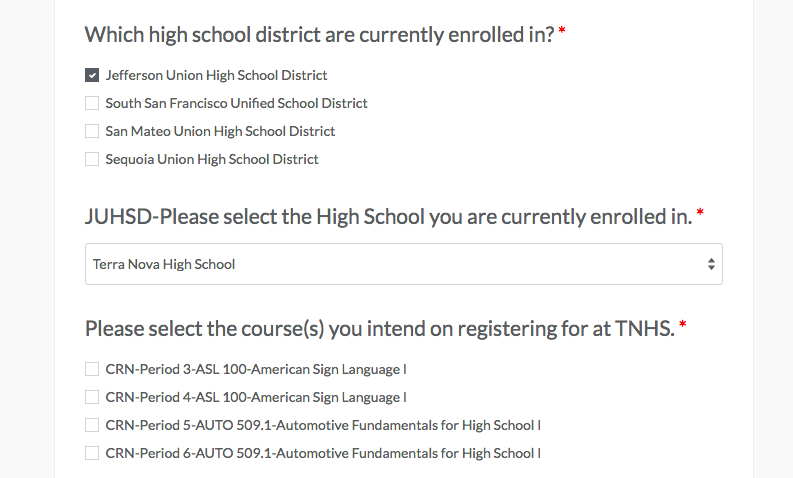 Which high school district are currently enrolled in?*
Jefferson Union High School District
South San Francisco Unified School District
San Mateo Union High School District
Sequoia Union High School District
JUHSD-Please select the High School you are currently enrolled in.*
Terra Nova High School
Please select the course(s) you intend on registering for at TNHS.*
CRN-Period 3-ASL 100-American Sign Language I
CRN-Period 4-ASL 100-American Sign Language I
CRN-Period 5-AUTO 509.1-Automotive Fundamentals for High School I
CRN-Period 6-AUTO 509.1-Automotive Fundamentals for High School I